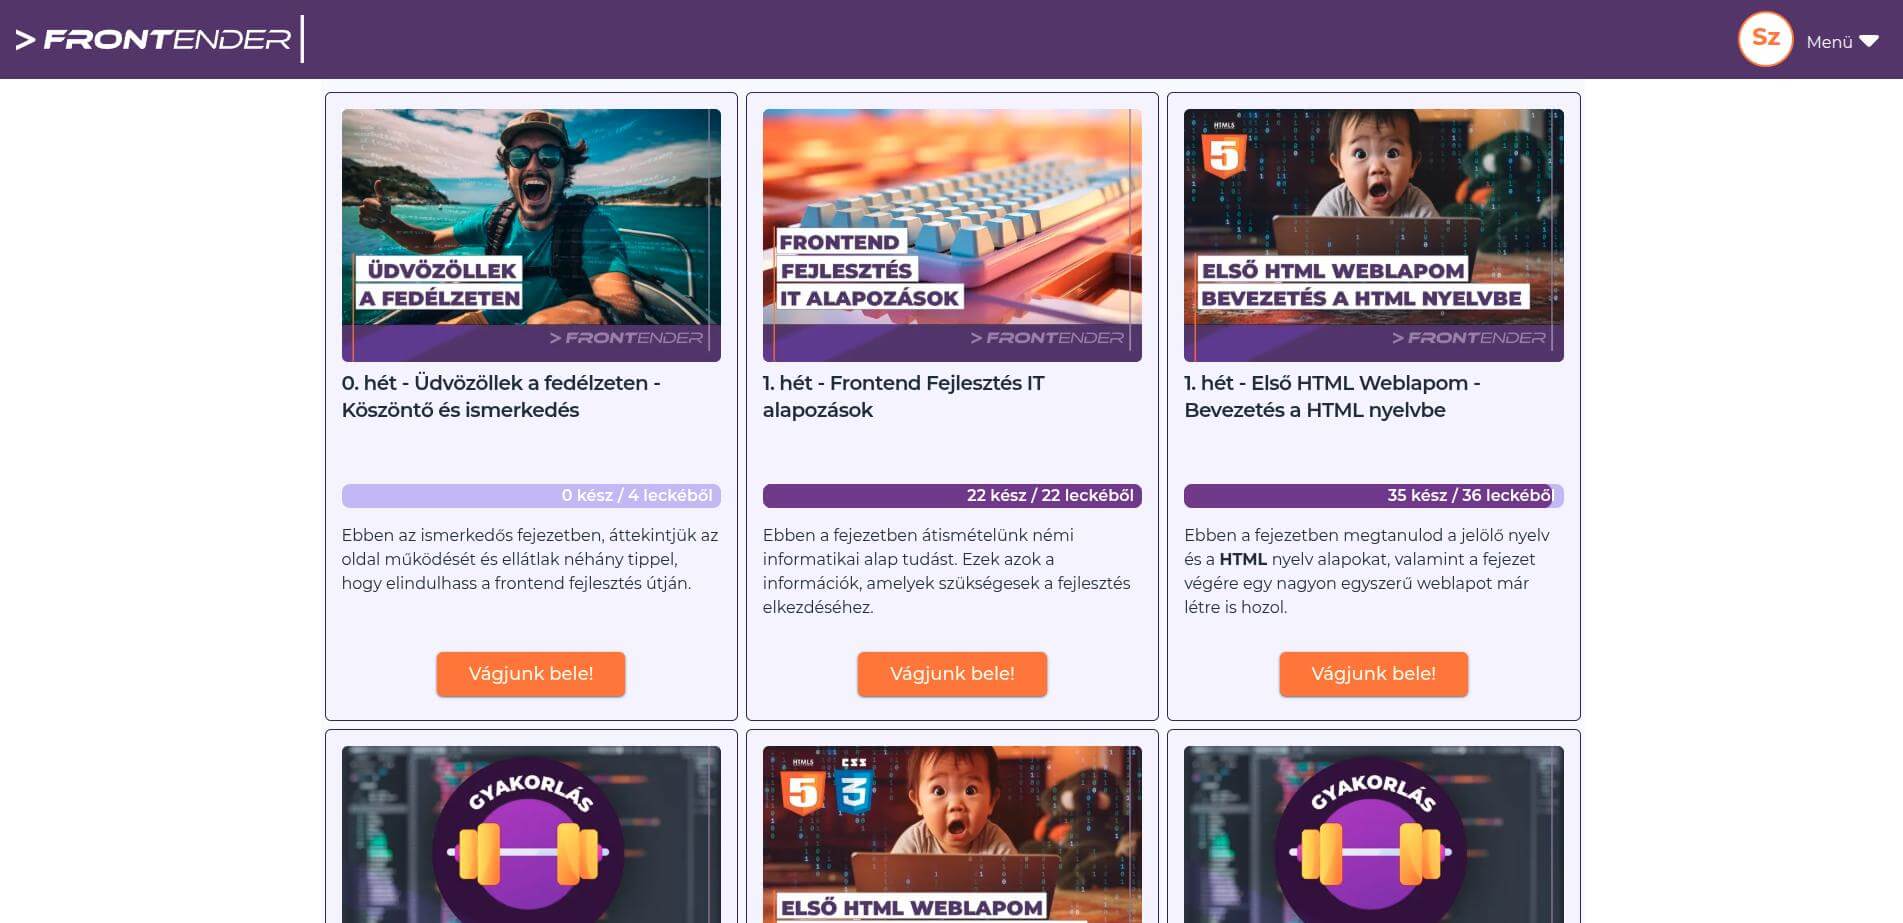 > FRONTENDER
Sz
Menü
ÜDVÖZÖLLEK
A FEDÉLZETEN
> FRONTENDER
0. hét - Üdvözöllek a fedélzeten -
Köszöntő és ismerkedés
0 kész / 4 leckéből
Ebben az ismerkedős fejezetben, áttekintjük az
oldal működését és ellátlak néhány tippel,
hogy elindulhass a frontend fejlesztés útján.
Vágjunk bele!
FRONTEND
FEJLESZTÉS
IT ALAPOZÁSOK
> FRONTENDER
1. hét - Frontend Fejlesztés IT
alapozások
22 kész / 22 leckéből
Ebben a fejezetben átismételünk némi
informatikai alap tudást. Ezek azok a
információk, amelyek szükségesek a fejlesztés
elkezdéséhez.
Vágjunk bele!
HTML5
5
ELSŐ HTML WEBLAPOM
BEVEZETÉS A HTML NYELVBE
> FRONTENDER
1. hét - Első HTML Weblapom -
Bevezetés a HTML nyelvbe
35 kész / 36 leckéből
Ebben a fejezetben megtanulod a jelölő nyelv
és a HTML nyelv alapokat, valamint a fejezet
végére egy nagyon egyszerű weblapot már
létre is hozol.
Vágjunk bele!
GYAKORLÁS
HTML5
5
CSS
3
ELSŐ HTML WEBLAPOM
GYAKORLÁS